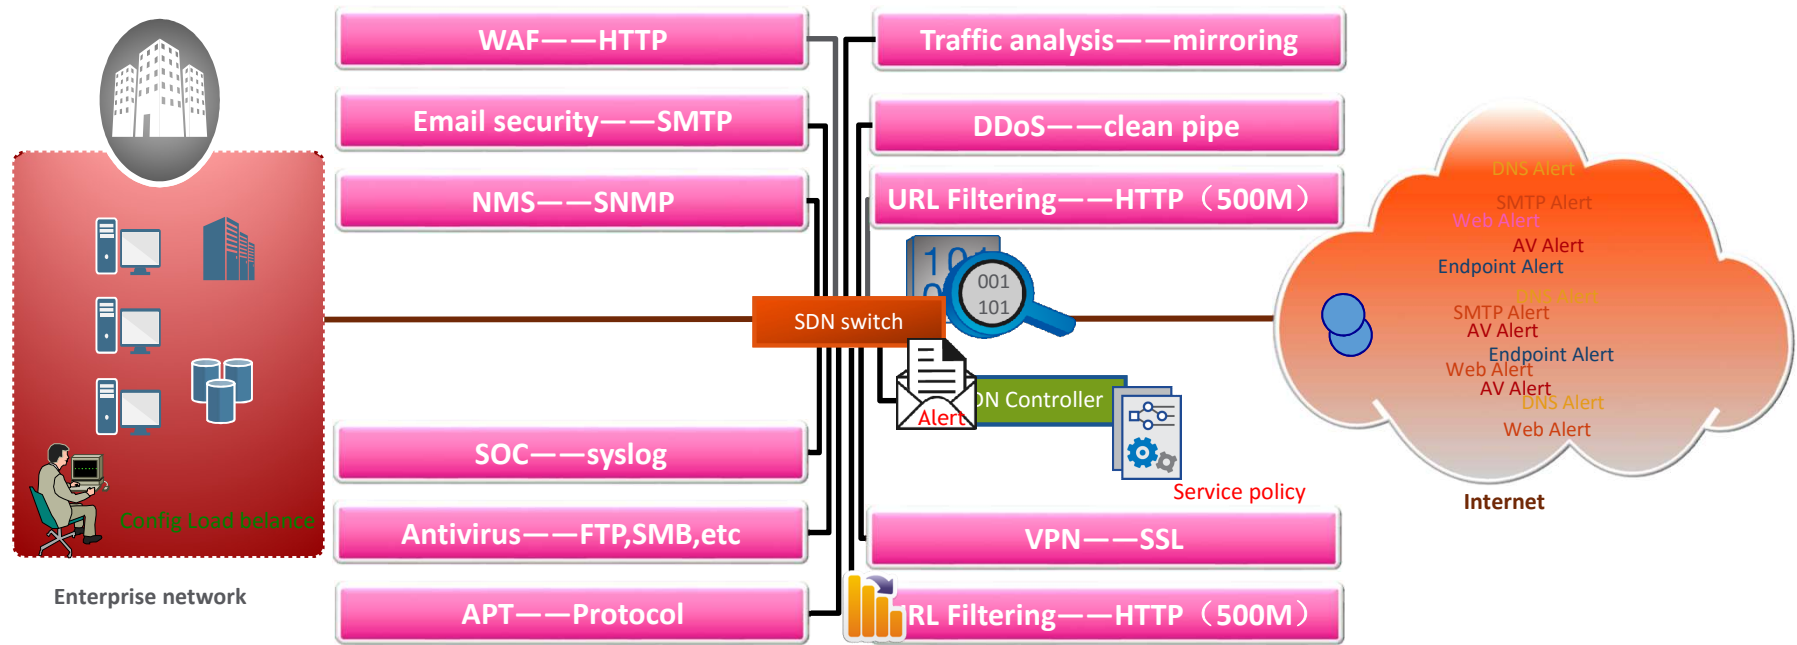 WAF——HTTP
Email security——SMTP
NMS——SNMP
SOC——syslog
Antivirus——FTP,SMB,etc
APT——Protocol
Traffic analysis——mirroring
DDoS——clean pipe
URL Filtering——HTTP（500M）
101
001
101
SDN switch
DN Controller
Alert
Service policy
VPN——SSL
RL Filtering——HTTP（500M）
Config Load belance
Enterprise network
DNS Alert
SMTP Alert
Web Alert
AV Alert
Endpoint Alert
DNS Alert
SMTP Alert
AV Alert
Endpoint Alert
Web Alert
AV Alert
DNS Alert
Web Alert
Internet